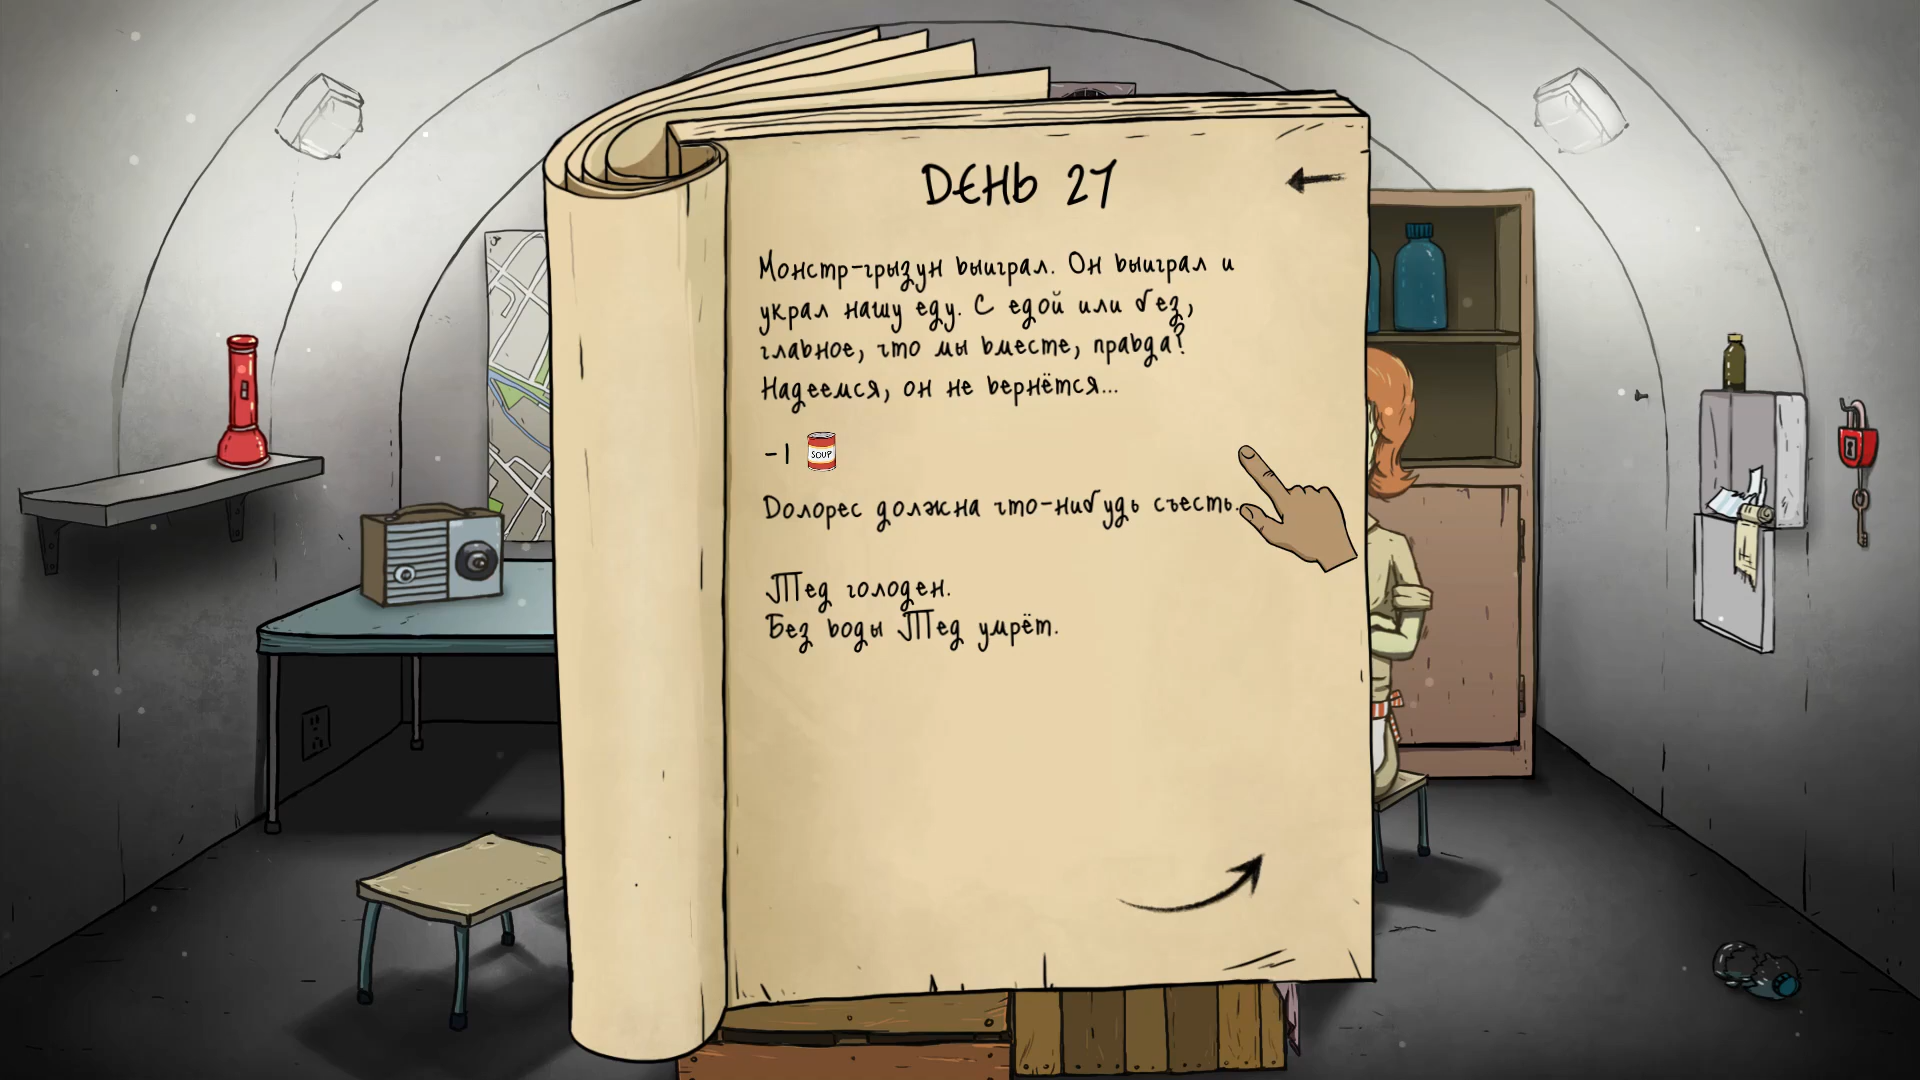 День 27
Монстр-грызун выиграл. Он выиграл и
украл нашу еду. С едой или без,
главное, что мы вместе, правда?
Надеемся, он не вернётся...
-1 SOUP
Долорес должна что-нибудь съесть.
Тед голоден.
Без воды Тед умрёт.